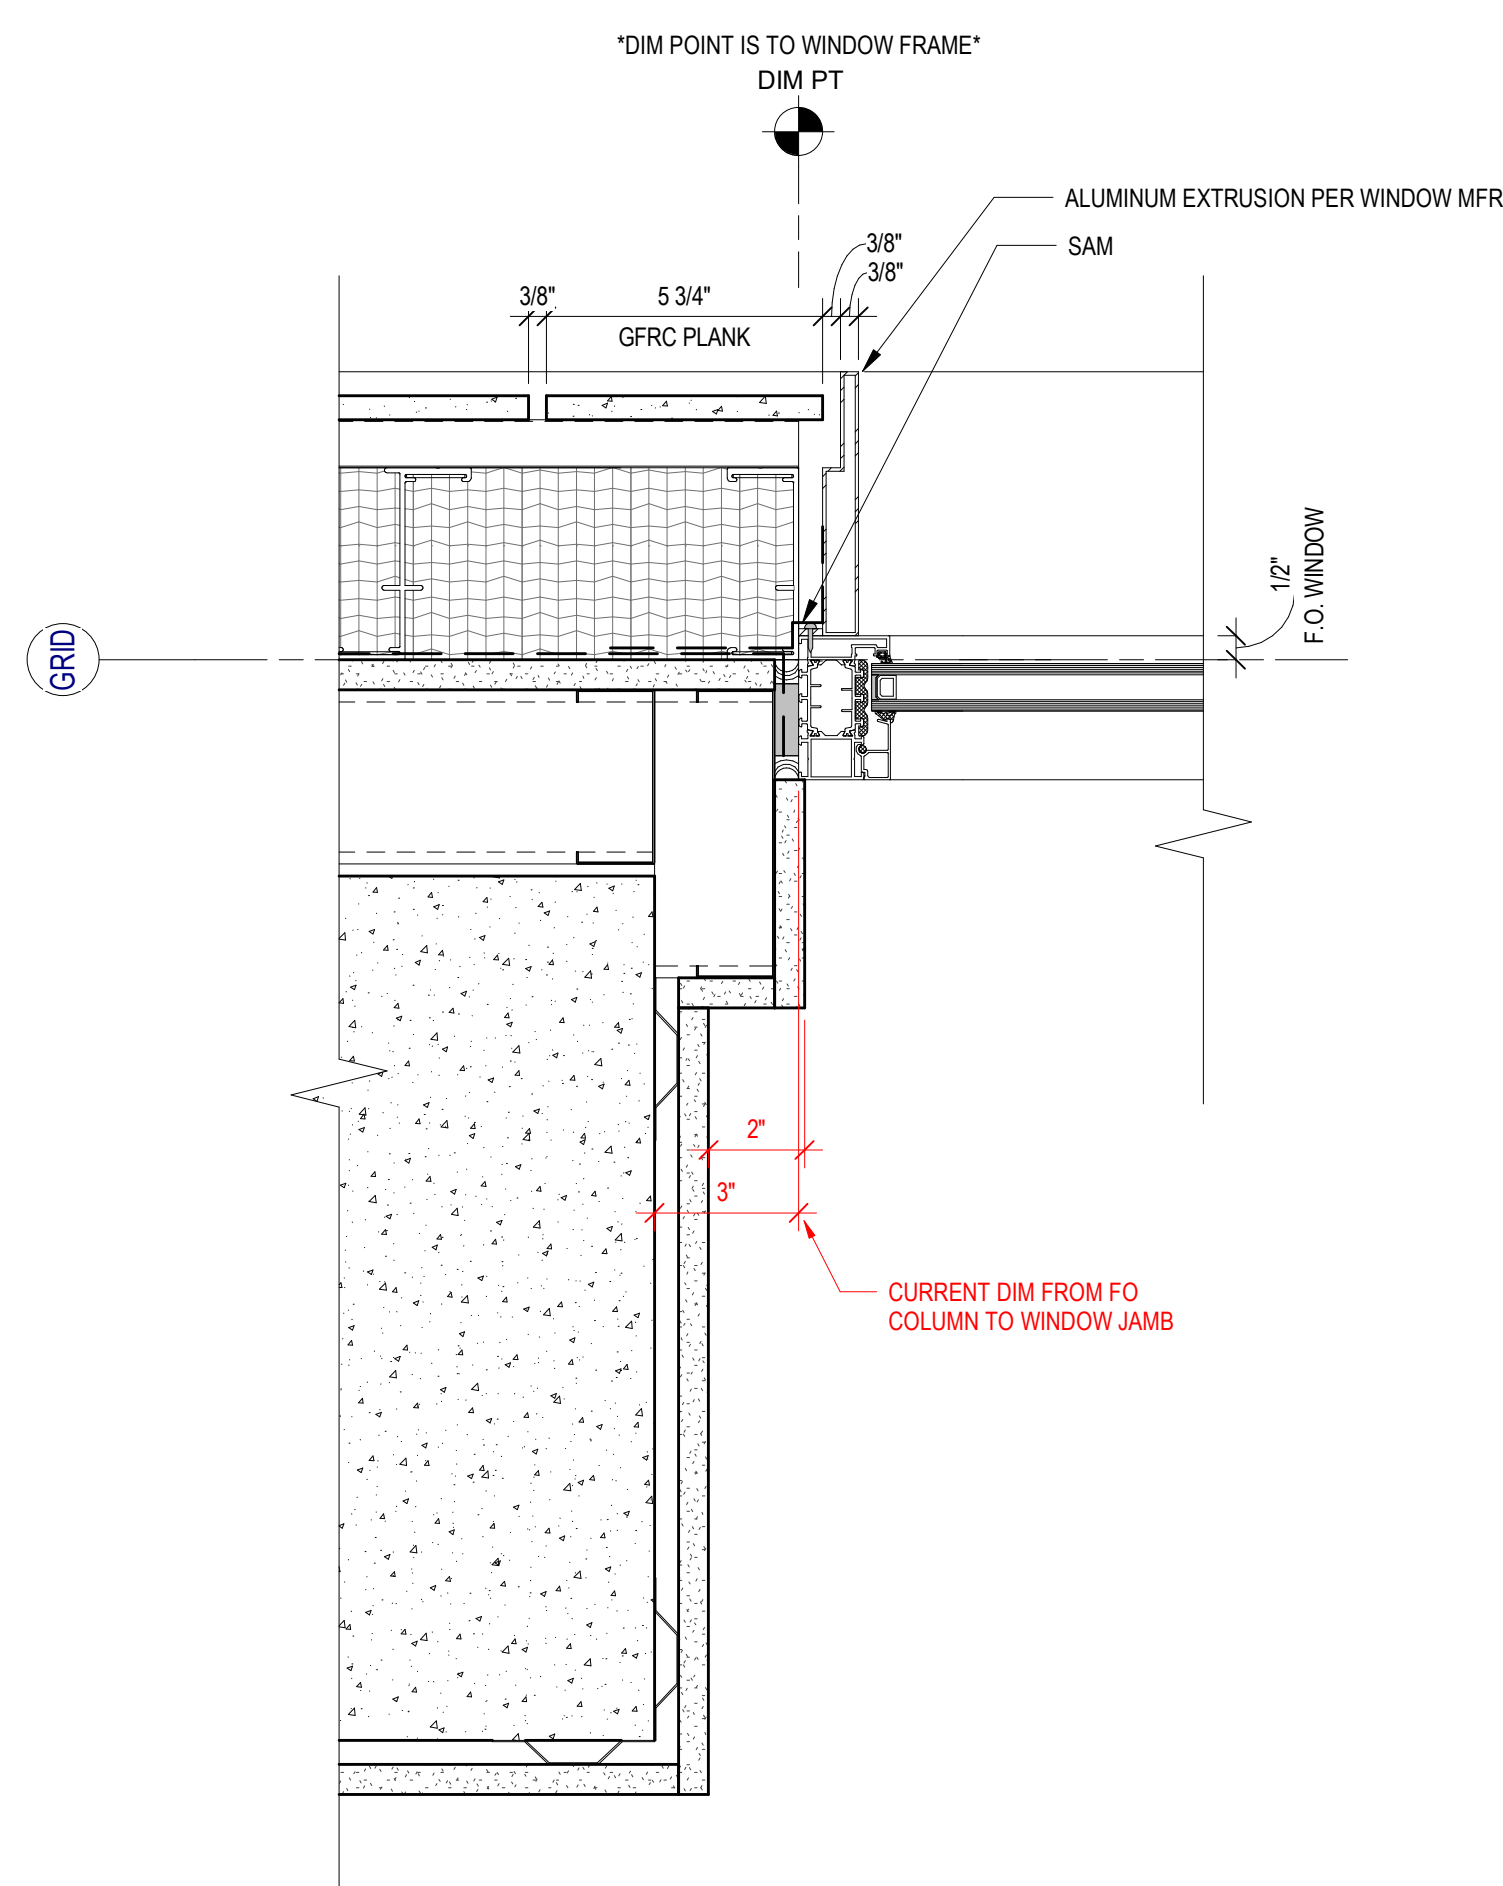 *DIM POINT IS TO WINDOW FRAME*
DIM PT
ALUMINUM EXTRUSION PER WINDOW MFR
SAM
3/8"
3/8"
3/8"
5 3/4"
GFRC PLANK
1/2"
F.O. WINDOW
GRID
2"
3"
CURRENT DIM FROM FO
COLUMN TO WINDOW JAMB